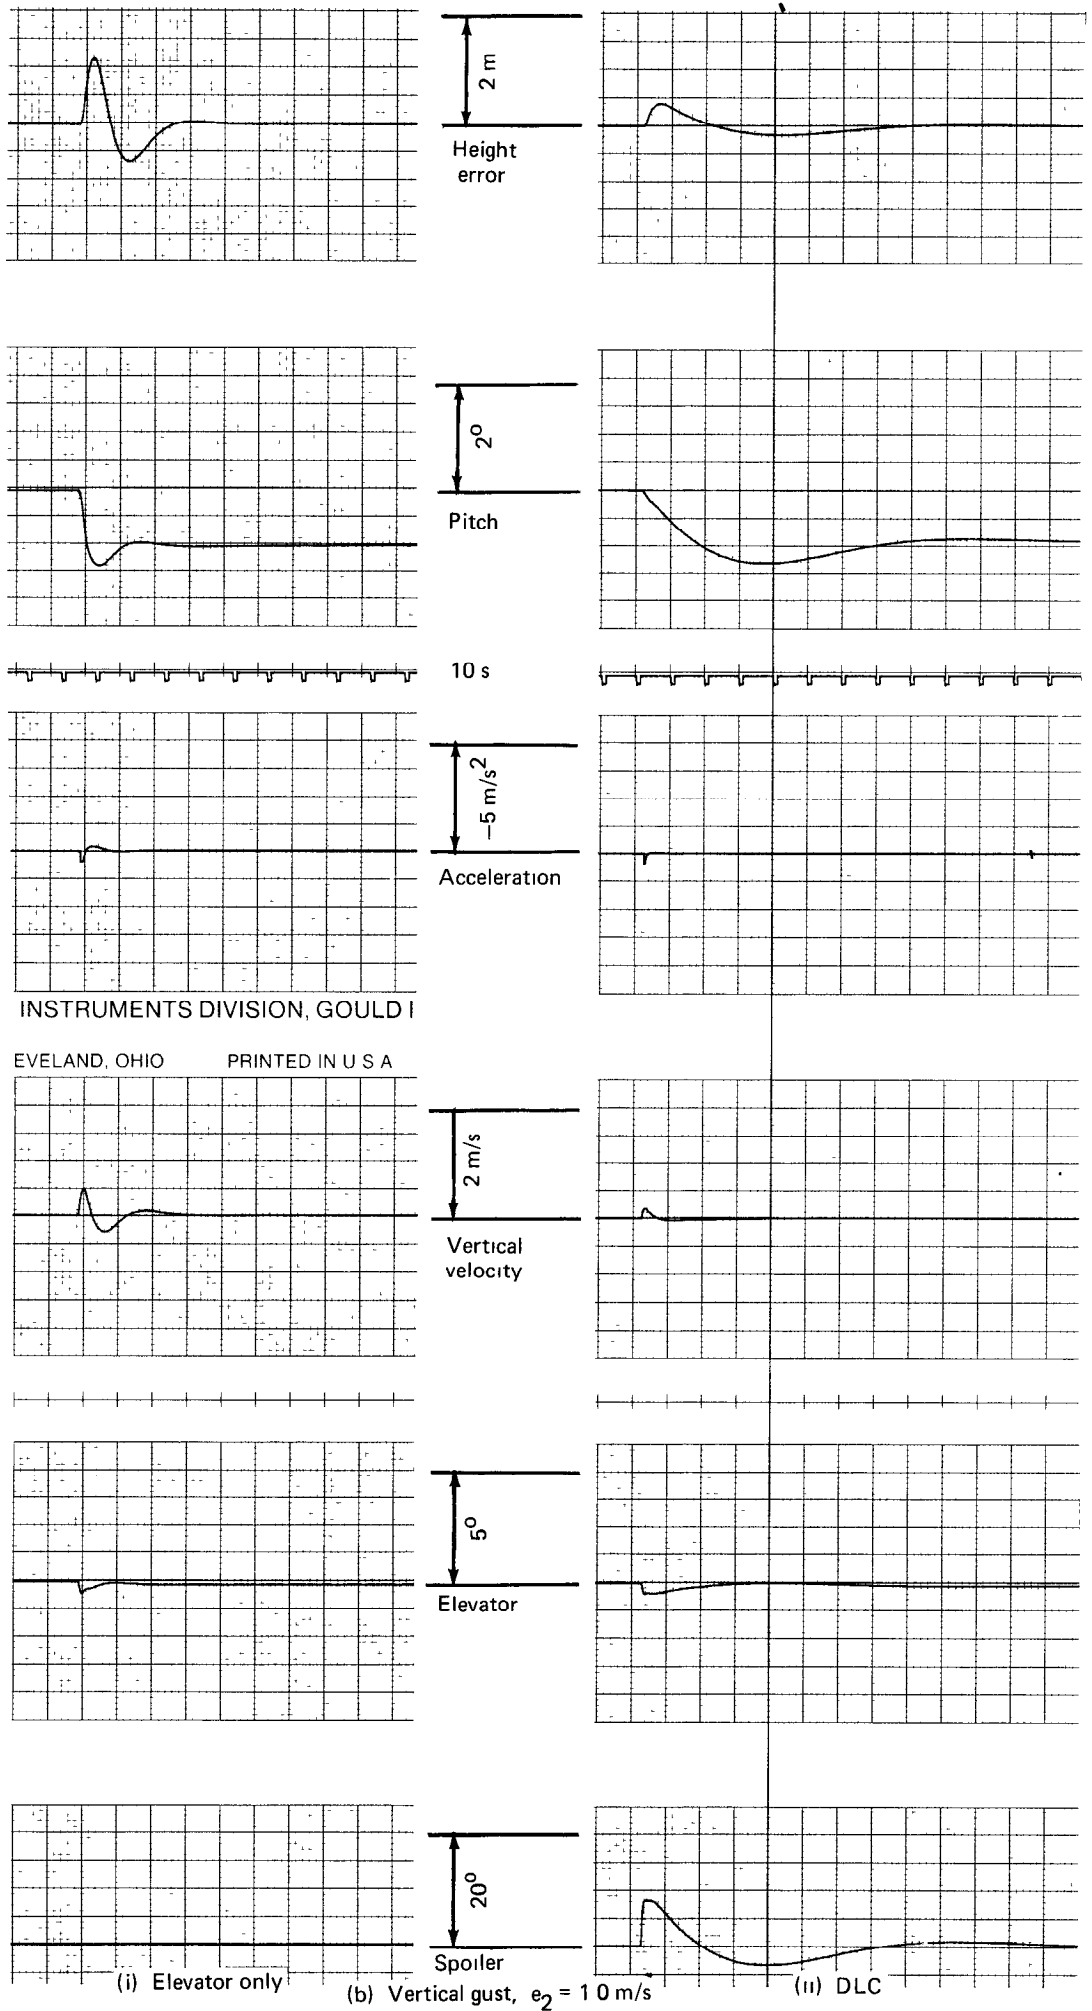 2 m
Height
error
2°
Pitch
10 s
−5 m/s²
Acceleration
INSTRUMENTS DIVISION, GOULD I
EVELAND, OHIO PRINTED IN U S A
2 m/s
Vertical
velocity
5°
Elevator
20°
Spoiler
(i) Elevator only
(b) Vertical gust, e₂ = 1 0 m/s
(ii) DLC